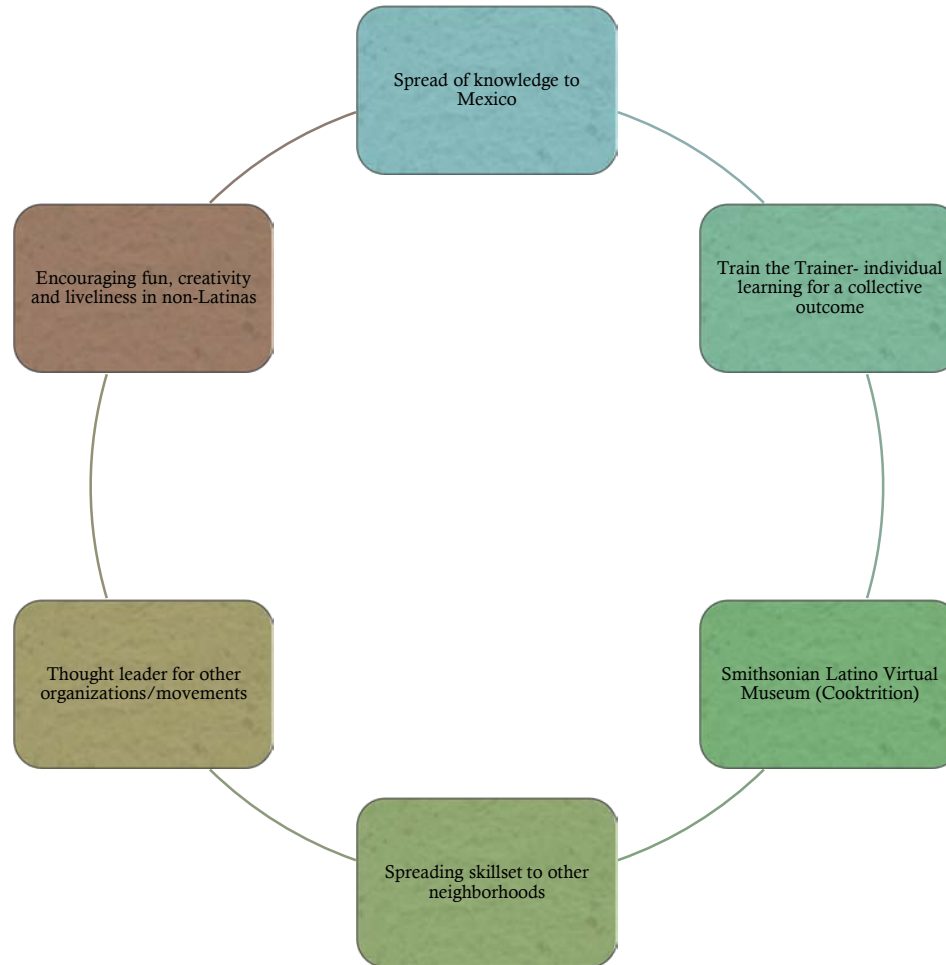 Spread of knowledge to
Mexico
Train the Trainer- individual
learning for a collective
outcome
Smithsonian Latino Virtual
Museum (Cooktrition)
Spreading skillset to other
neighborhoods
Thought leader for other
organizations/movements
Encouraging fun, creativity
and liveliness in non-Latinas